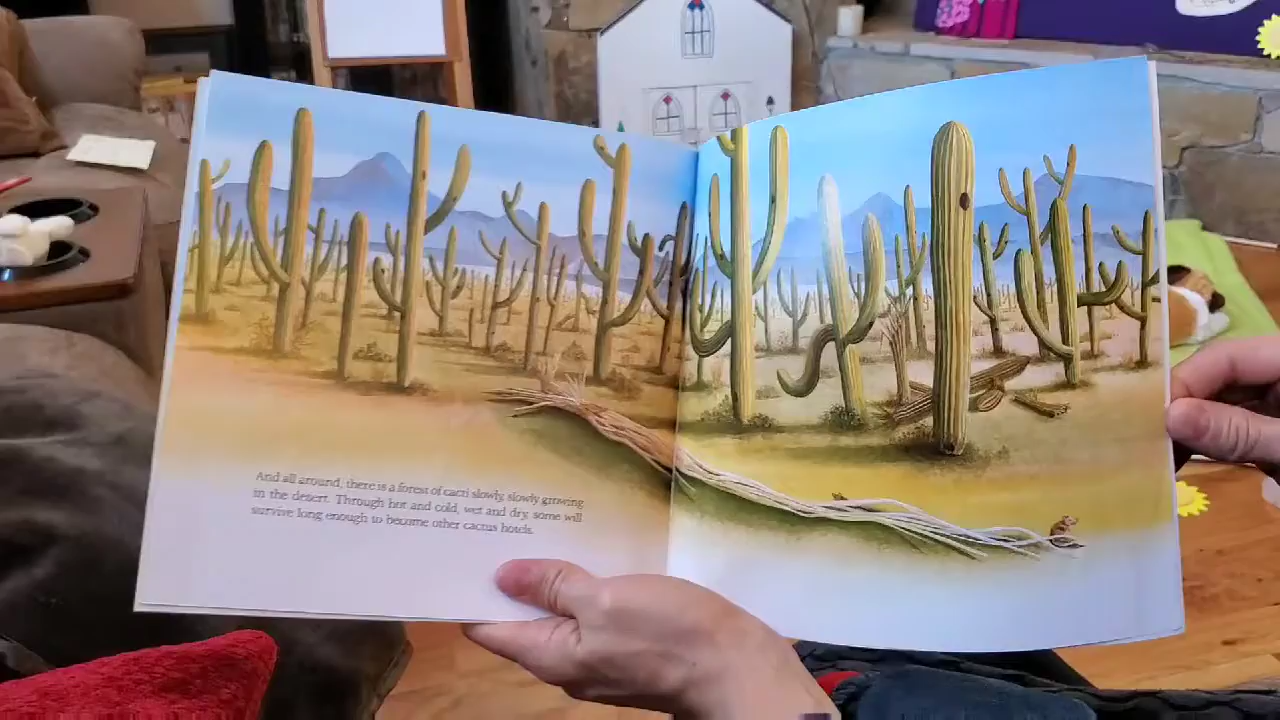 And all around, there is a forest of cacti slowly, slowly growing
in the desert. Through hot and cold, wet and dry, some will
survive long enough to become other cactus hotels.